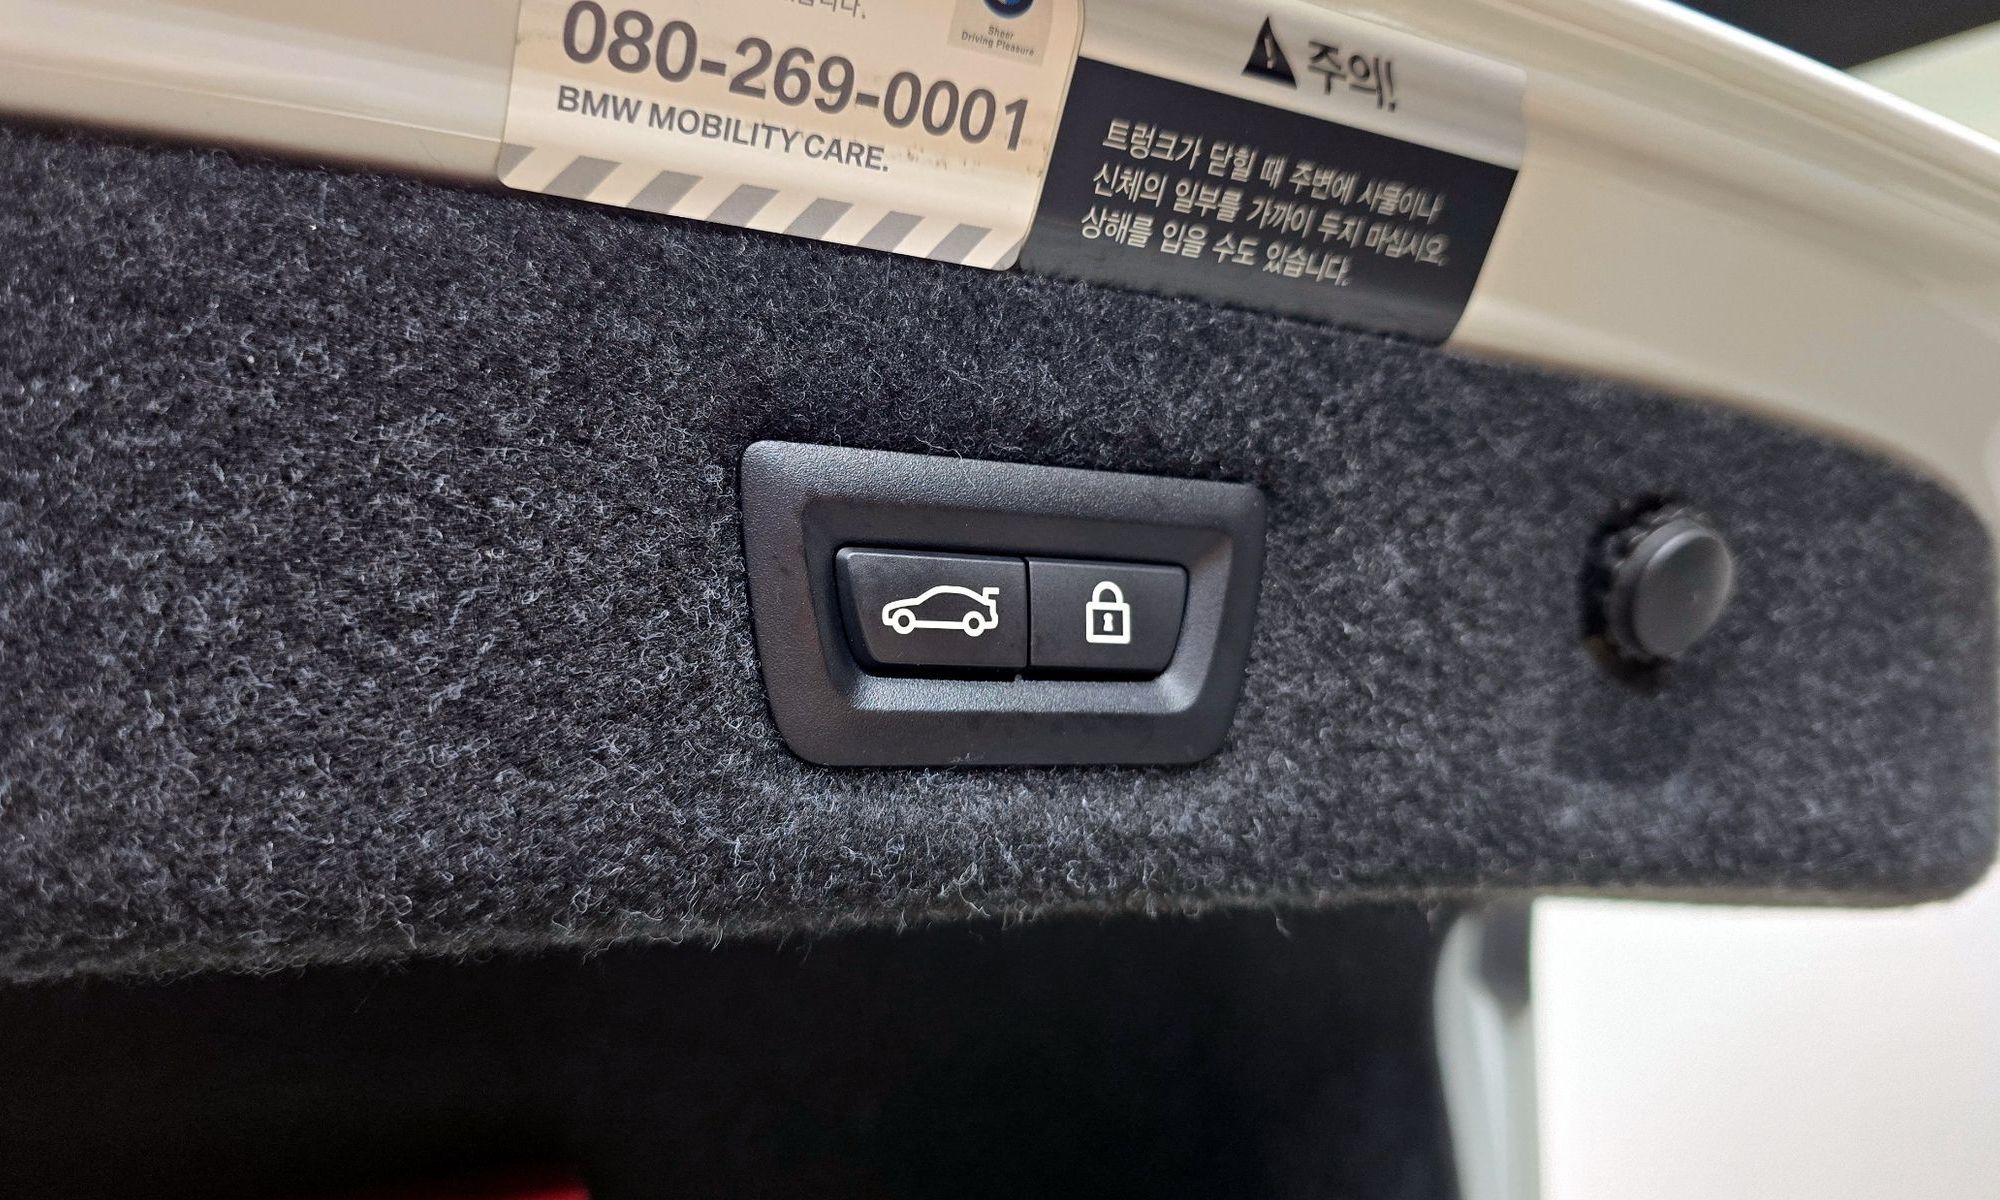 080-269-0001
BMW MOBILITY CARE.
Sheer
Driving Pleasure
주의!
트렁크가 닫힐 때 주변에 사물이나
신체의 일부를 가까이 두지 마십시오.
상해를 입을 수도 있습니다.